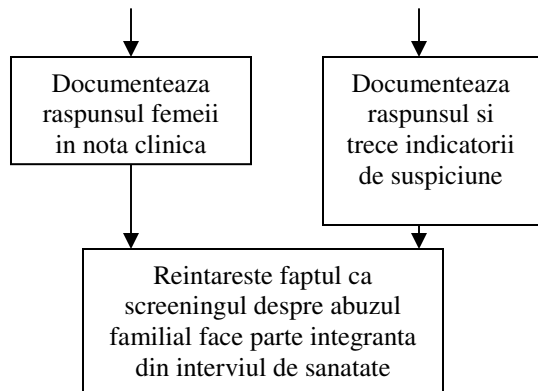 Documenteaza
raspunsul femeii
in nota clinica
Documenteaza
raspunsul si
trece indicatorii
de suspiciune
Reintareste faptul ca
screeningul despre abuzul
familial face parte integranta
din interviul de sanatate